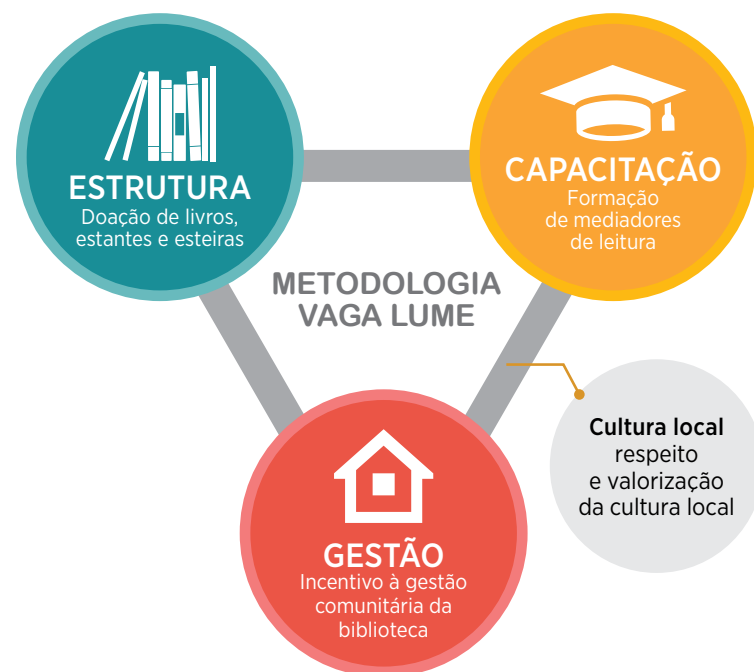 ESTRUTURA
Doação de livros,
estantes e esteiras
CAPACITAÇÃO
Formação
de mediadores
de leitura
METODOLOGIA
VAGA LUME
Cultura local
respeito
e valorização
da cultura local
GESTÃO
Incentivo à gestão
comunitária da
biblioteca